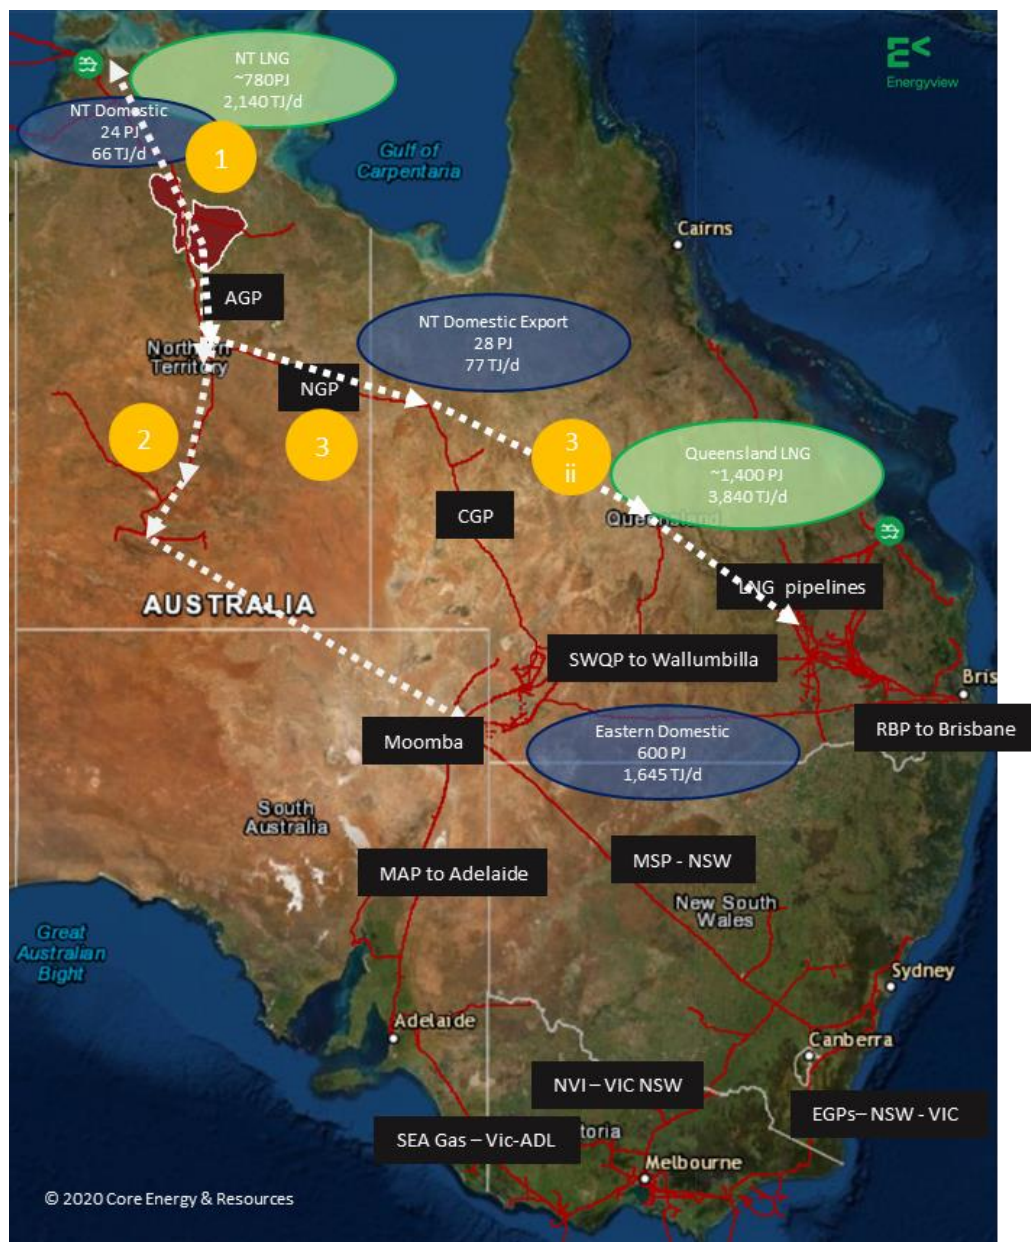 NT LNG
~780PJ
2,140 TJ/d
Energyview
NT Domestic
24 PJ
66 TJ/d
1
Gulf of
Carpentaria
Cairns
AGP
NT Domestic Export
28 PJ
77 TJ/d
Northern
Territory
NGP
2
3
3
ii
Queensland LNG
~1,400 PJ
3,840 TJ/d
CGP
Queensland
LNG pipelines
AUSTRALIA
SWQP to Wallumbilla
Bris
RBP to Brisbane
Moomba
Eastern Domestic
600 PJ
1,645 TJ/d
South
Australia
MSP - NSW
MAP to Adelaide
New South
Wales
Great
Australian
Bight
Sydney
Adelaide
Canberra
NVI – VIC NSW
EGPs– NSW - VIC
SEA Gas – Vic-ADL
toria
Melbourne
© 2020 Core Energy & Resources